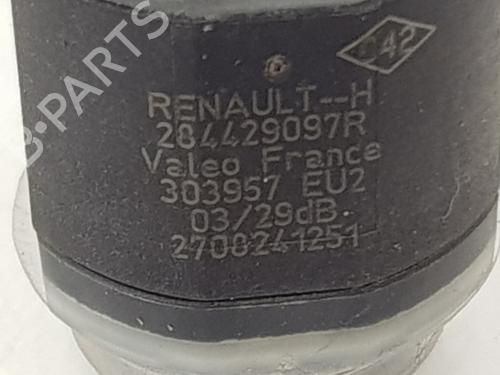 B-PARTS
42
RENAULT--H
284429097R
Valeo France
303957 EU2
03/29dB
2700241251